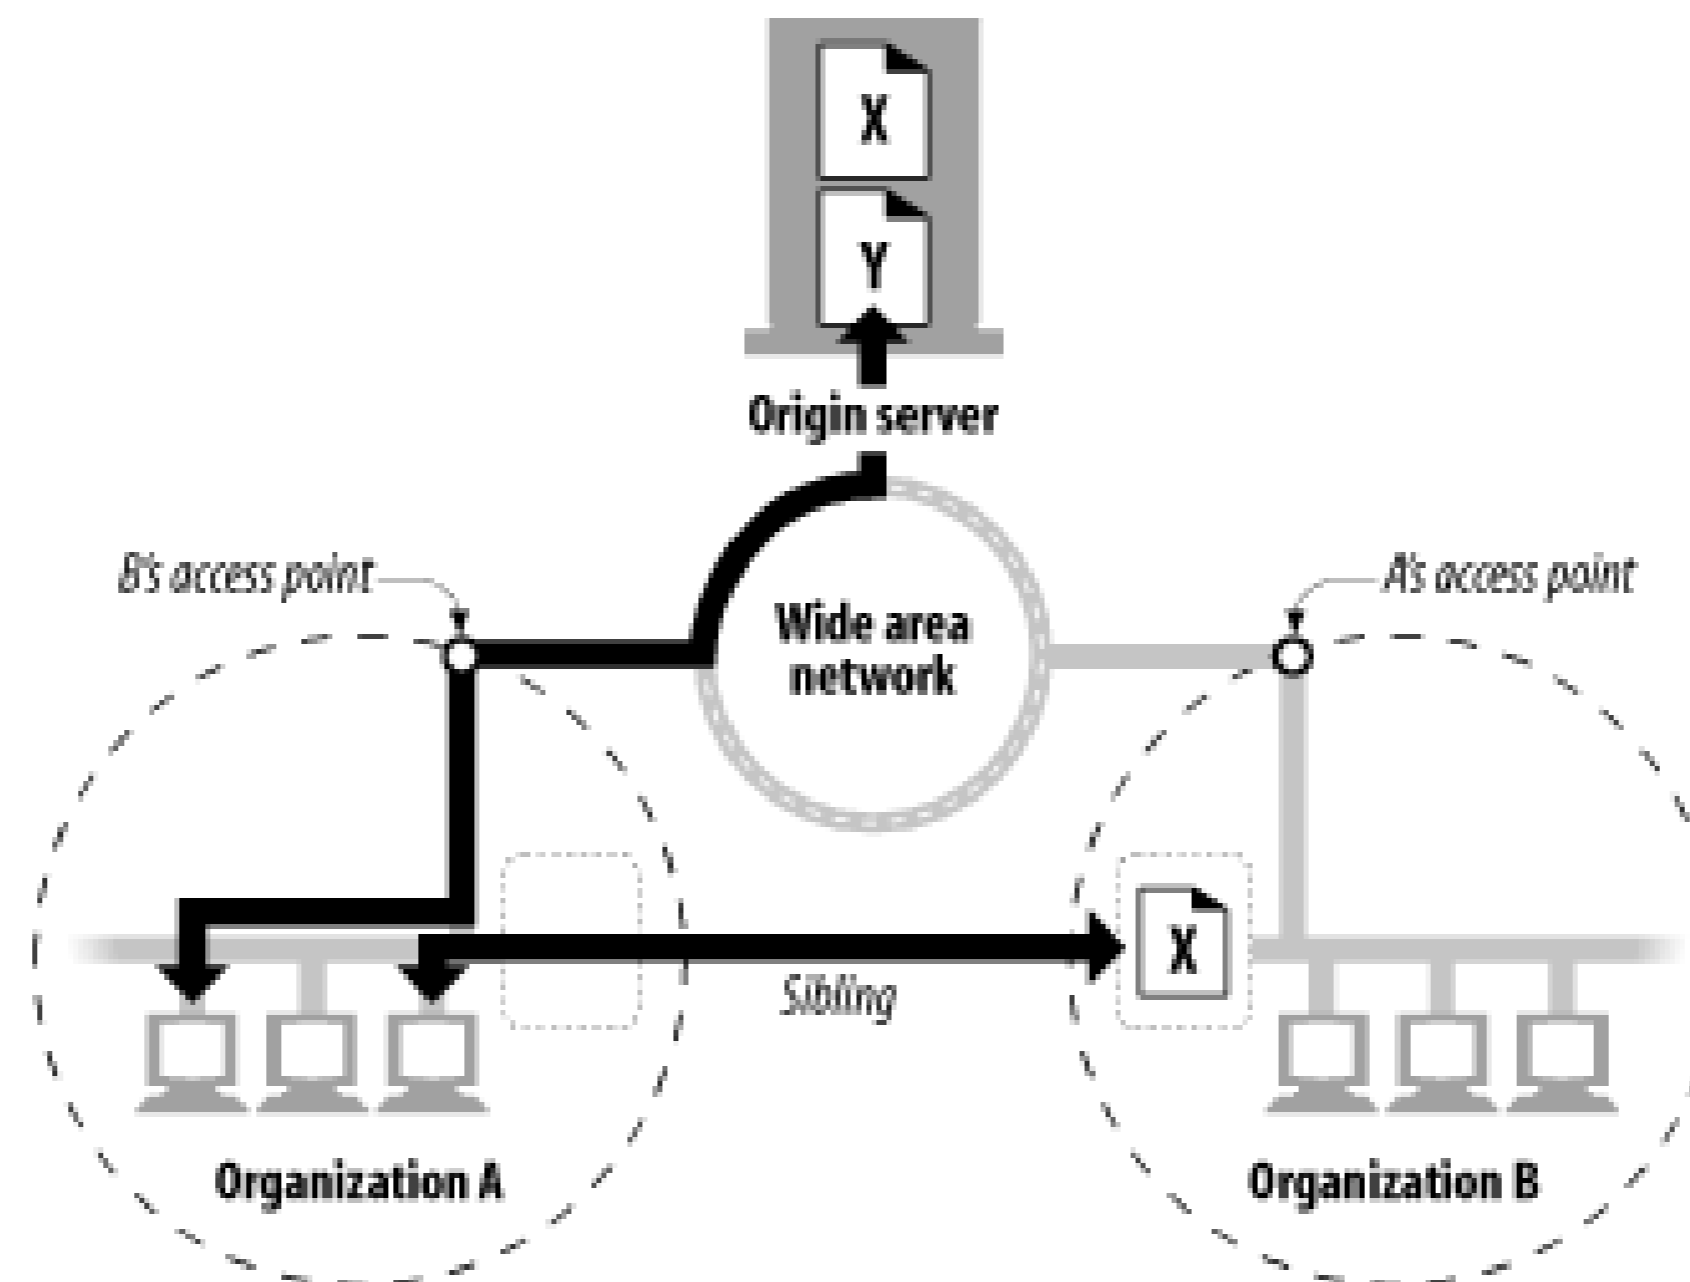 X
Y
Origin server
B's access point
A's access point
Wide area
network
X
Sibling
Organization A
Organization B